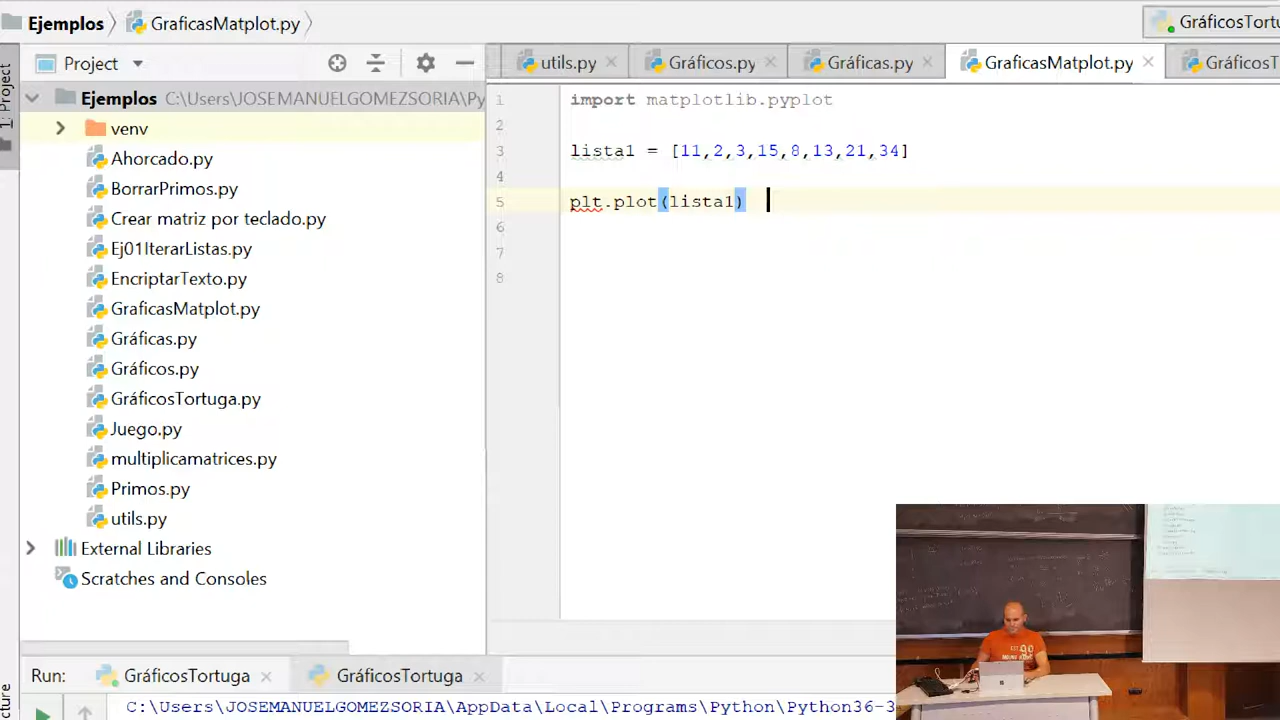 Ejemplos
GraficasMatplot.py
GráficosTortu
1: Project
Project
utils.py
Gráficos.py
Gráficas.py
GraficasMatplot.py
GráficosT
Ejemplos C:\Users\JOSEMANUELGOMEZSORIA\Py
venv
Ahorcado.py
BorrarPrimos.py
Crear matriz por teclado.py
Ej01IterarListas.py
EncriptarTexto.py
GraficasMatplot.py
Gráficas.py
Gráficos.py
GráficosTortuga.py
Juego.py
multiplicamatrices.py
Primos.py
utils.py
External Libraries
Scratches and Consoles
1 import matplotlib.pyplot
2
3 lista1 = [11,2,3,15,8,13,21,34]
4
5 plt.plot(lista1)
6
7
8
Run:
GráficosTortuga
GráficosTortuga
cture
C:\Users\JOSEMANUELGOMEZSORIA\AppData\Local\Programs\Python\Python36-3